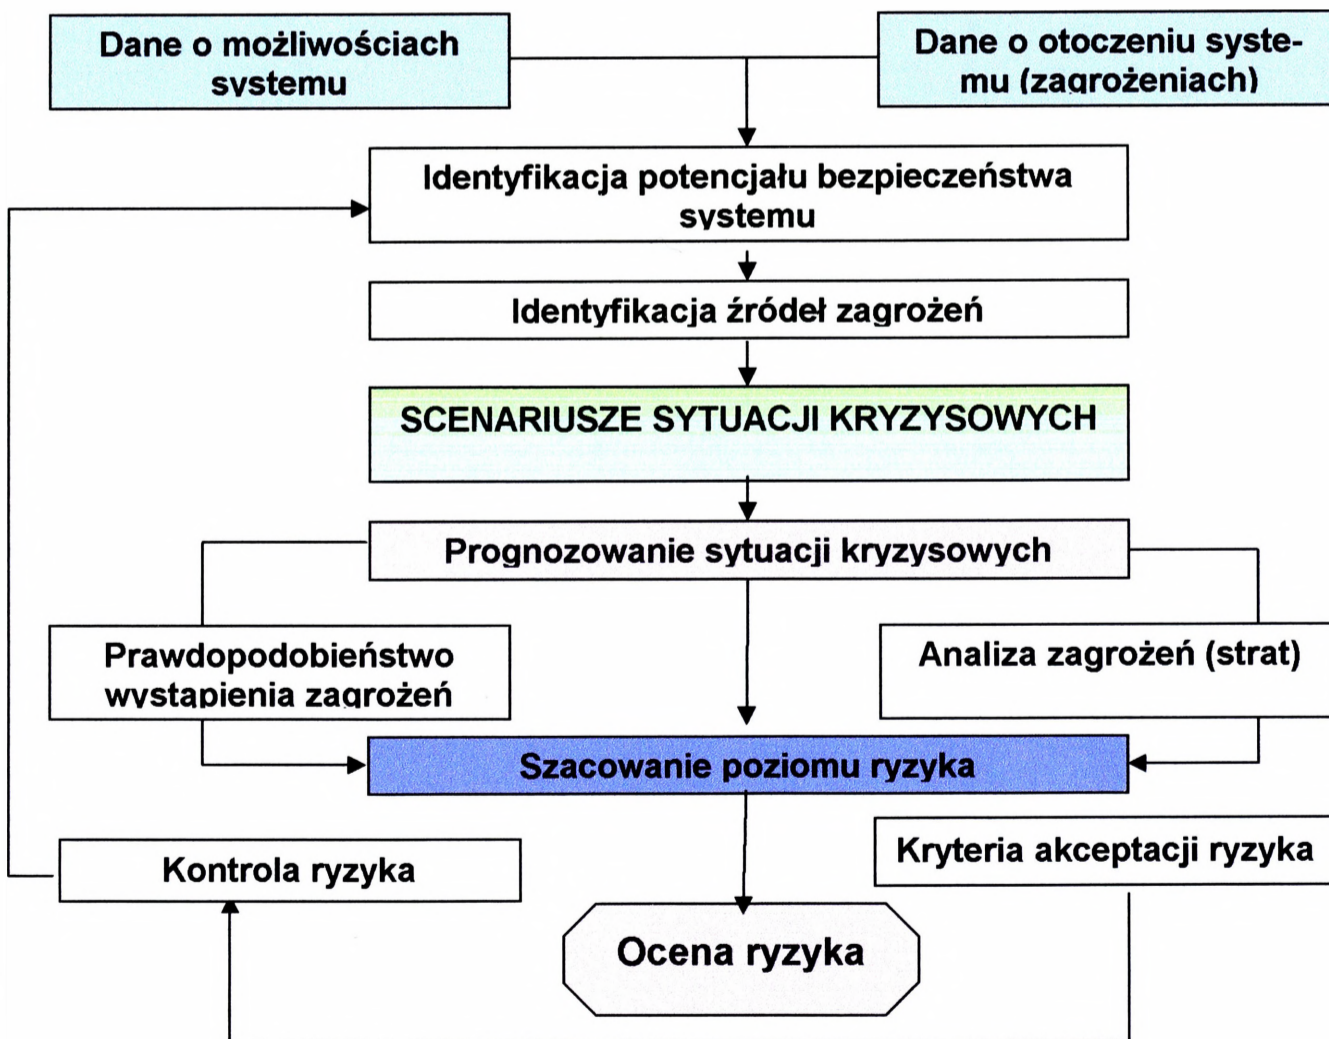 Dane o możliwościach
systemu
Dane o otoczeniu syste-
mu (zagrożeniach)
Identyfikacja potencjału bezpieczeństwa
systemu
Identyfikacja źródeł zagrożeń
SCENARIUSZE SYTUACJI KRYZYSOWYCH
Prognozowanie sytuacji kryzysowych
Prawdopodobieństwo
wystąpienia zagrożeń
Analiza zagrożeń (strat)
Szacowanie poziomu ryzyka
Kontrola ryzyka
Kryteria akceptacji ryzyka
Ocena ryzyka